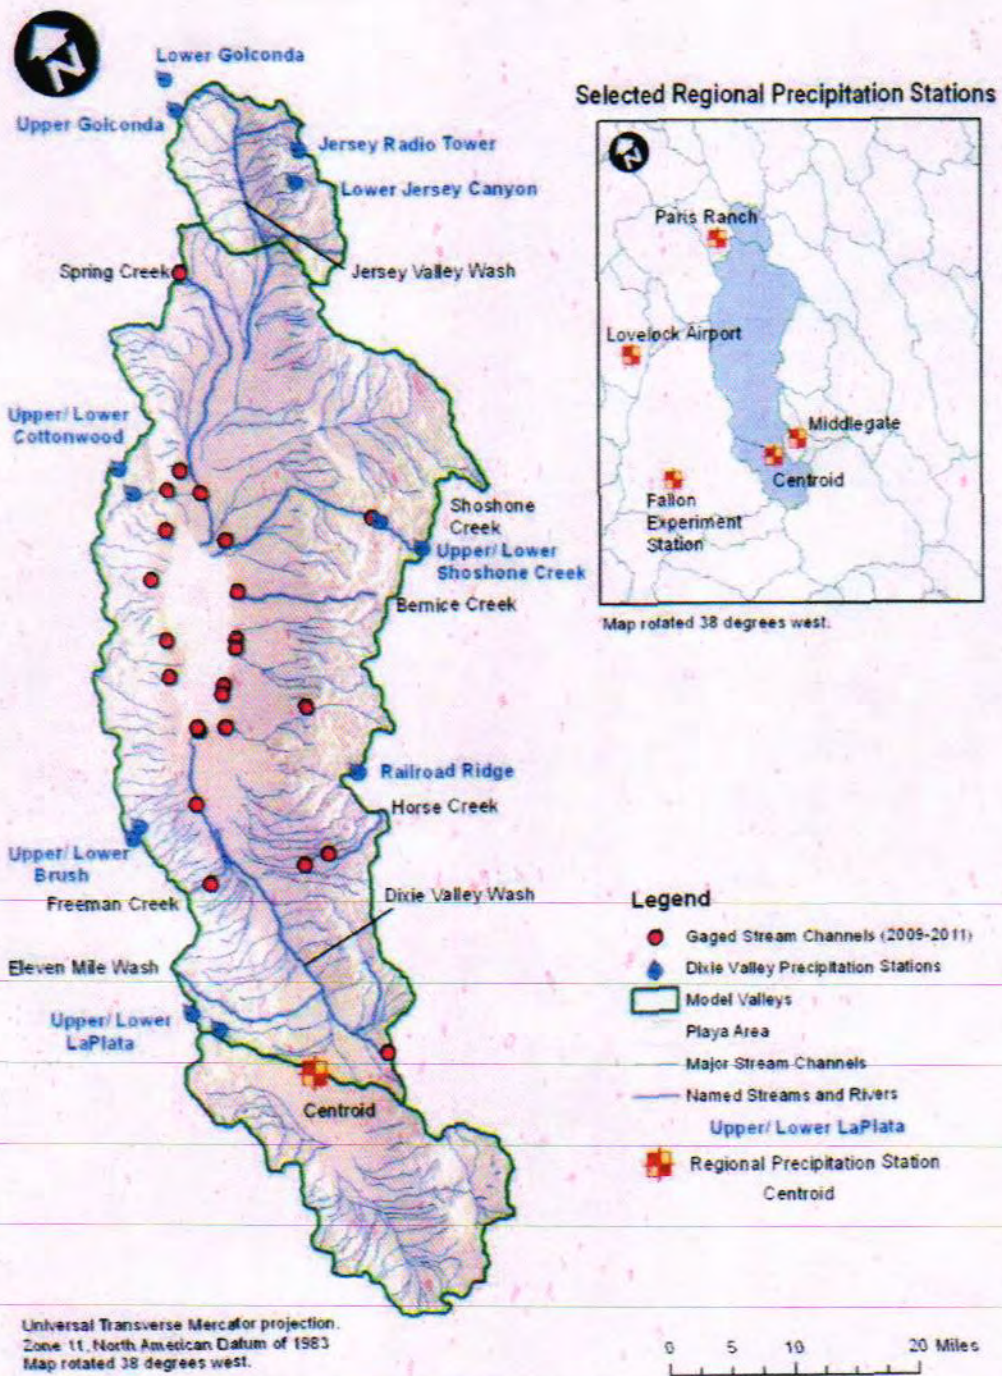 N
Lower Golconda
Upper Golconda
Jersey Radio Tower
Lower Jersey Canyon
Spring Creek
Jersey Valley Wash
Upper/ Lower
Cottonwood
Shoshone
Creek
Upper/ Lower
Shoshone Creek
Bernice Creek
Railroad Ridge
Horse Creek
Upper/ Lower
Brush
Freeman Creek
Dixie Valley Wash
Eleven Mile Wash
Upper/ Lower
LaPlata
Centroid
Selected Regional Precipitation Stations
N
Paris Ranch
Lovelock Airport
Middlegate
Centroid
Fallon
Experiment
Station
Map rotated 38 degrees west.
Legend
Gaged Stream Channels (2009-2011)
Dixie Valley Precipitation Stations
Model Valleys
Playa Area
Major Stream Channels
Named Streams and Rivers
Upper/ Lower LaPlata
Regional Precipitation Station
Centroid
Universal Transverse Mercator projection.
Zone 11, North American Datum of 1983
Map rotated 38 degrees west.
0 5 10 20 Miles